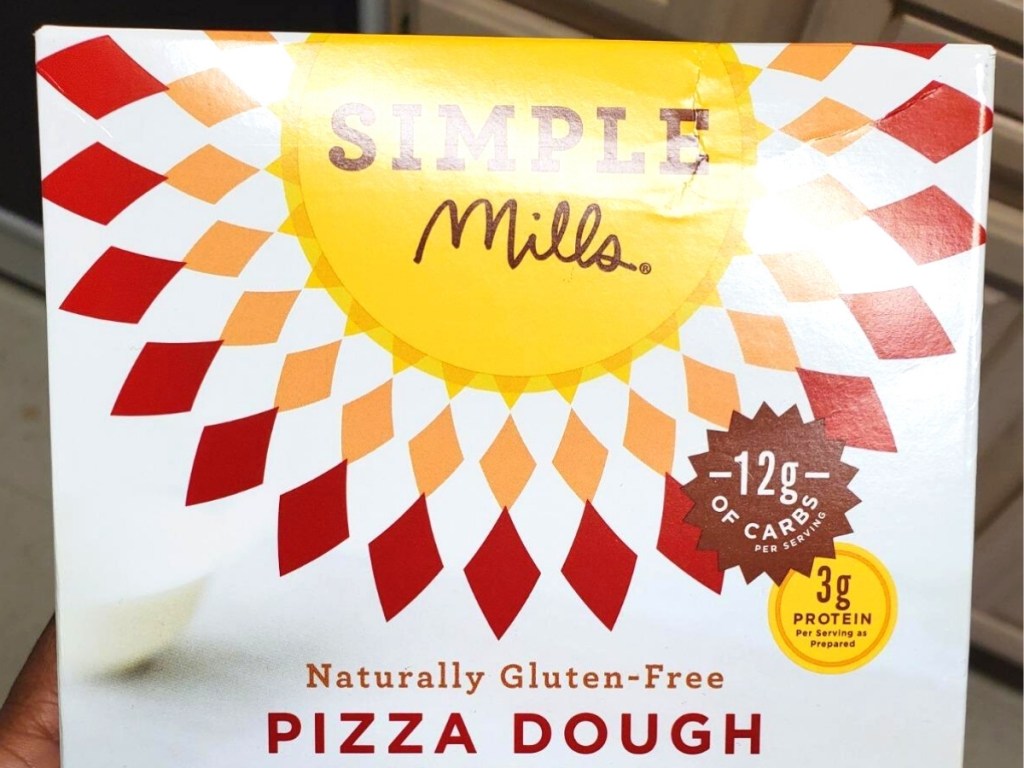 SIMPLE
Mills®
-12g-
OF CARBS
PER SERVING
3g
PROTEIN
Per Serving as
Prepared
Naturally Gluten-Free
PIZZA DOUGH